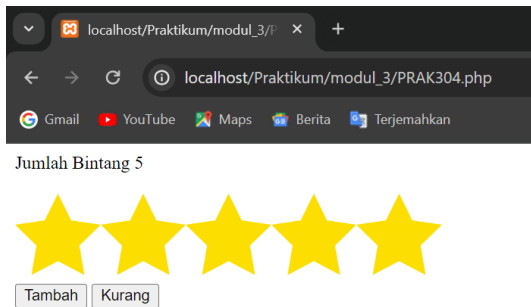 localhost/Praktikum/modul_3/P
localhost/Praktikum/modul_3/PRAK304.php
Gmail YouTube Maps Berita Terjemahkan
Jumlah Bintang 5
Tambah Kurang